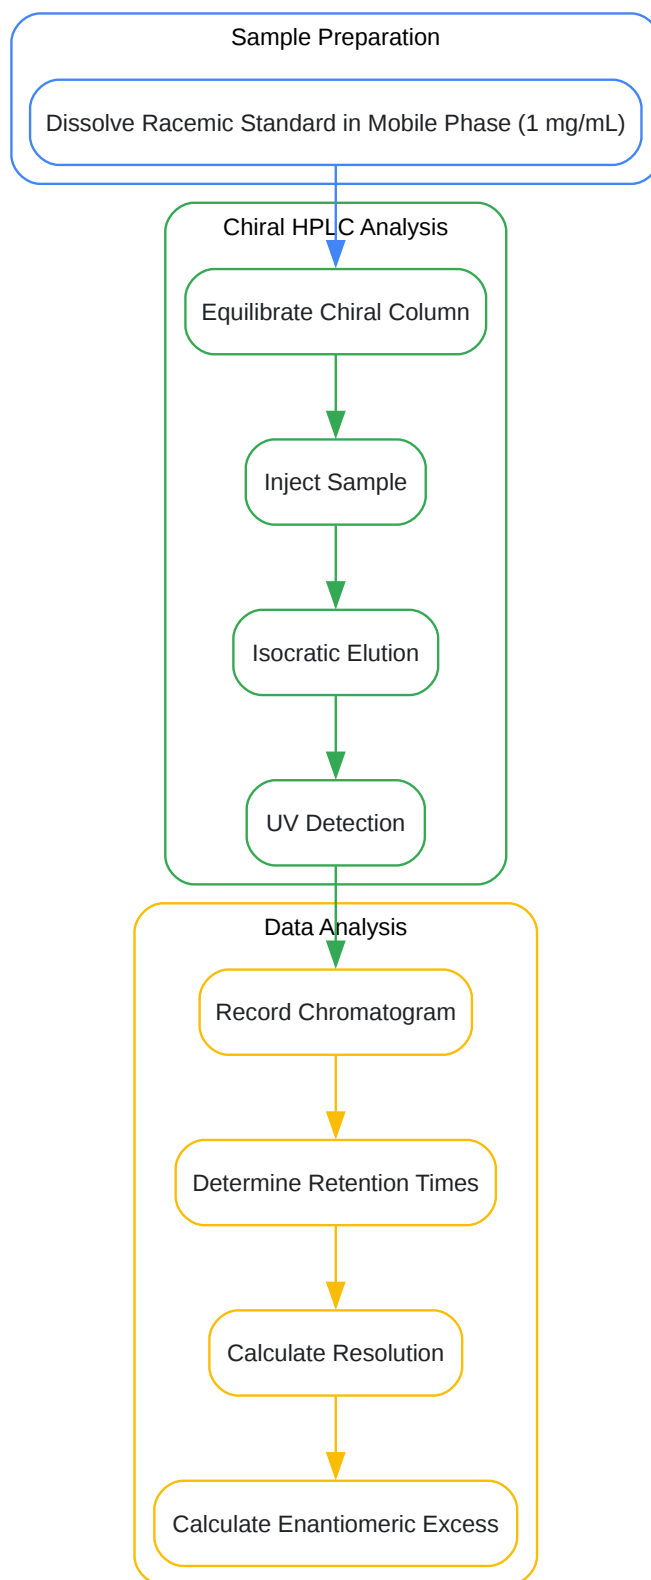 Sample Preparation
Dissolve Racemic Standard in Mobile Phase (1 mg/mL)
Chiral HPLC Analysis
Equilibrate Chiral Column
Inject Sample
Isocratic Elution
UV Detection
Data Analysis
Record Chromatogram
Determine Retention Times
Calculate Resolution
Calculate Enantiomeric Excess